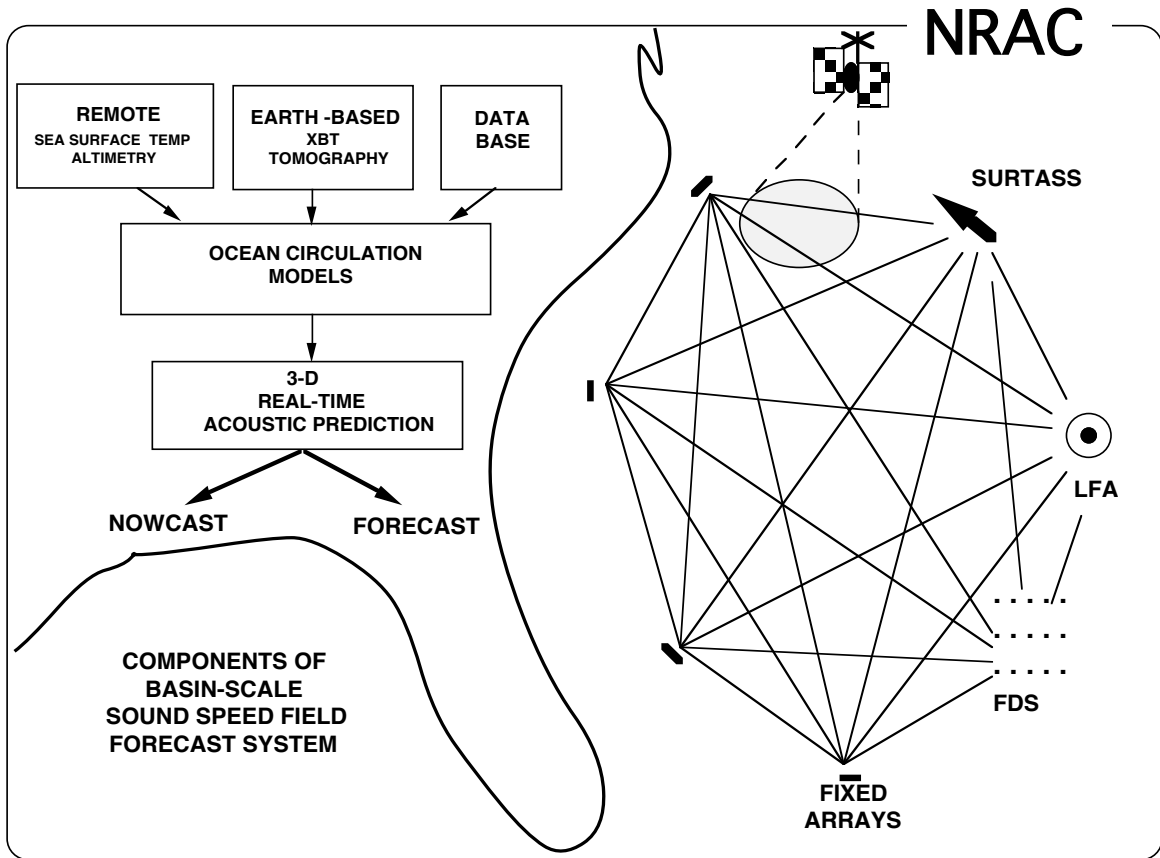 NRAC
REMOTE
SEA SURFACE TEMP
ALTIMETRY
EARTH -BASED
XBT
TOMOGRAPHY
DATA
BASE
OCEAN CIRCULATION
MODELS
3-D
REAL-TIME
ACOUSTIC PREDICTION
NOWCAST
FORECAST
COMPONENTS OF
BASIN-SCALE
SOUND SPEED FIELD
FORECAST SYSTEM
SURTASS
LFA
FDS
FIXED
ARRAYS